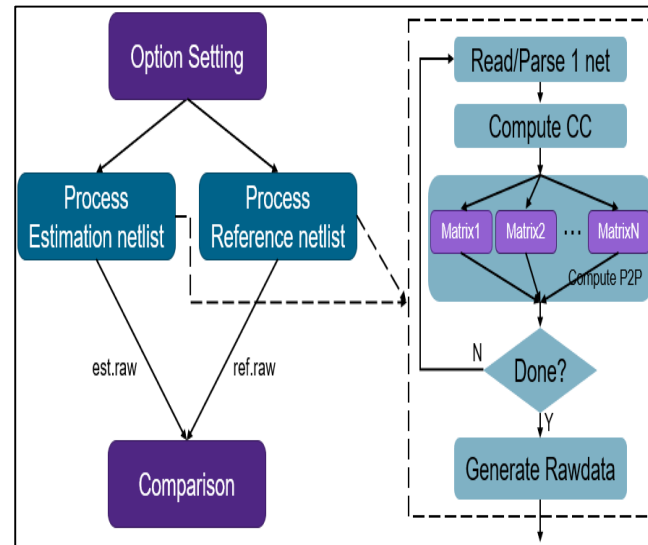 Option Setting
Process
Estimation netlist
Process
Reference netlist
est.raw
ref.raw
Comparison
Read/Parse 1 net
Compute CC
Matrix1
Matrix2
...
MatrixN
Compute P2P
N
Done?
Y
Generate Rawdata